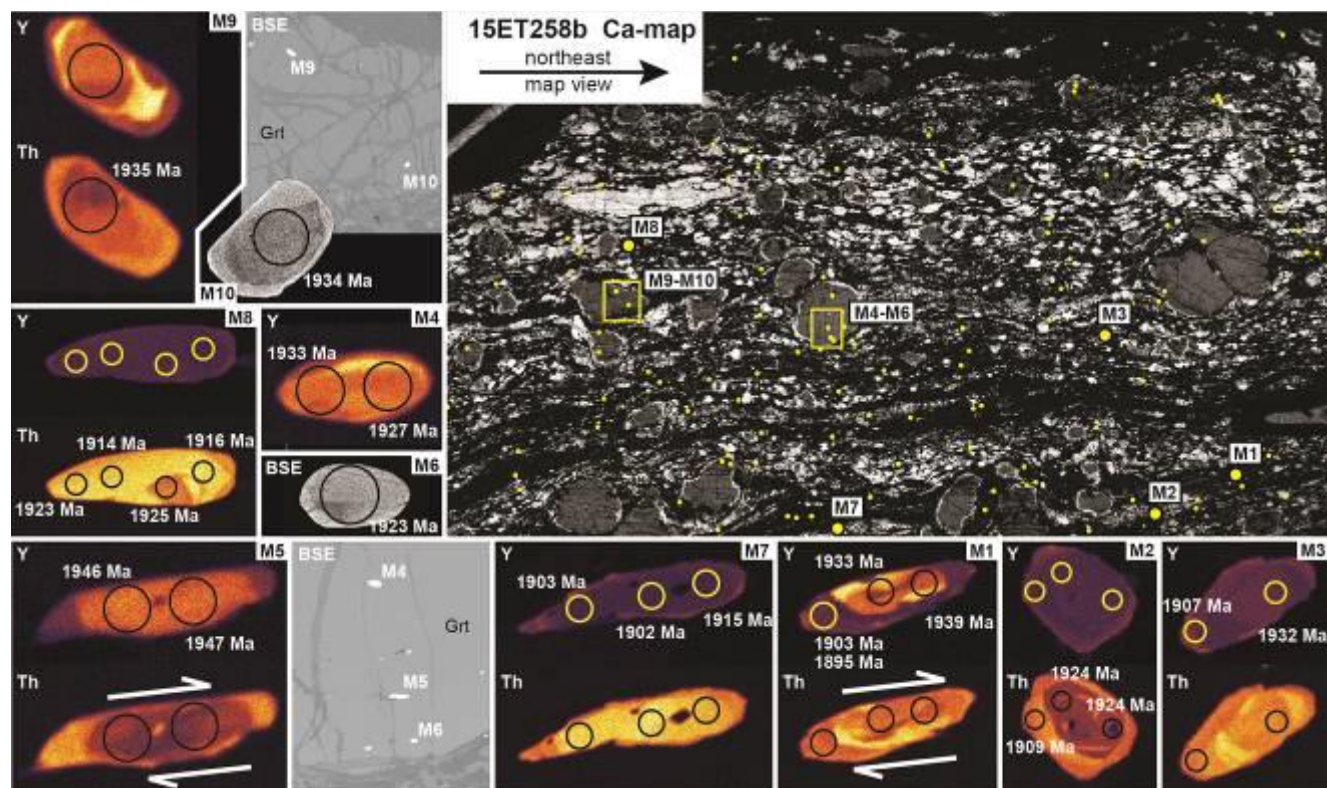 Y
M9
Th
1935 Ma
BSE
M9
Grt
M10
1934 Ma
M10
15ET258b Ca-map
northeast
map view
M8
M9-M10
M4-M6
M3
M1
M2
M7
Y
M8
Th
1914 Ma
1916 Ma
1923 Ma
1925 Ma
Y
M4
1933 Ma
1927 Ma
BSE
M6
1923 Ma
Y
M5
1946 Ma
1947 Ma
Th
BSE
M4
Grt
M5
M6
Y
M7
1903 Ma
1902 Ma
1915 Ma
Th
Y
M1
1933 Ma
1939 Ma
1903 Ma
1895 Ma
Th
Y
M2
Th
1924 Ma
1924 Ma
1909 Ma
Y
M3
1907 Ma
1932 Ma
Th